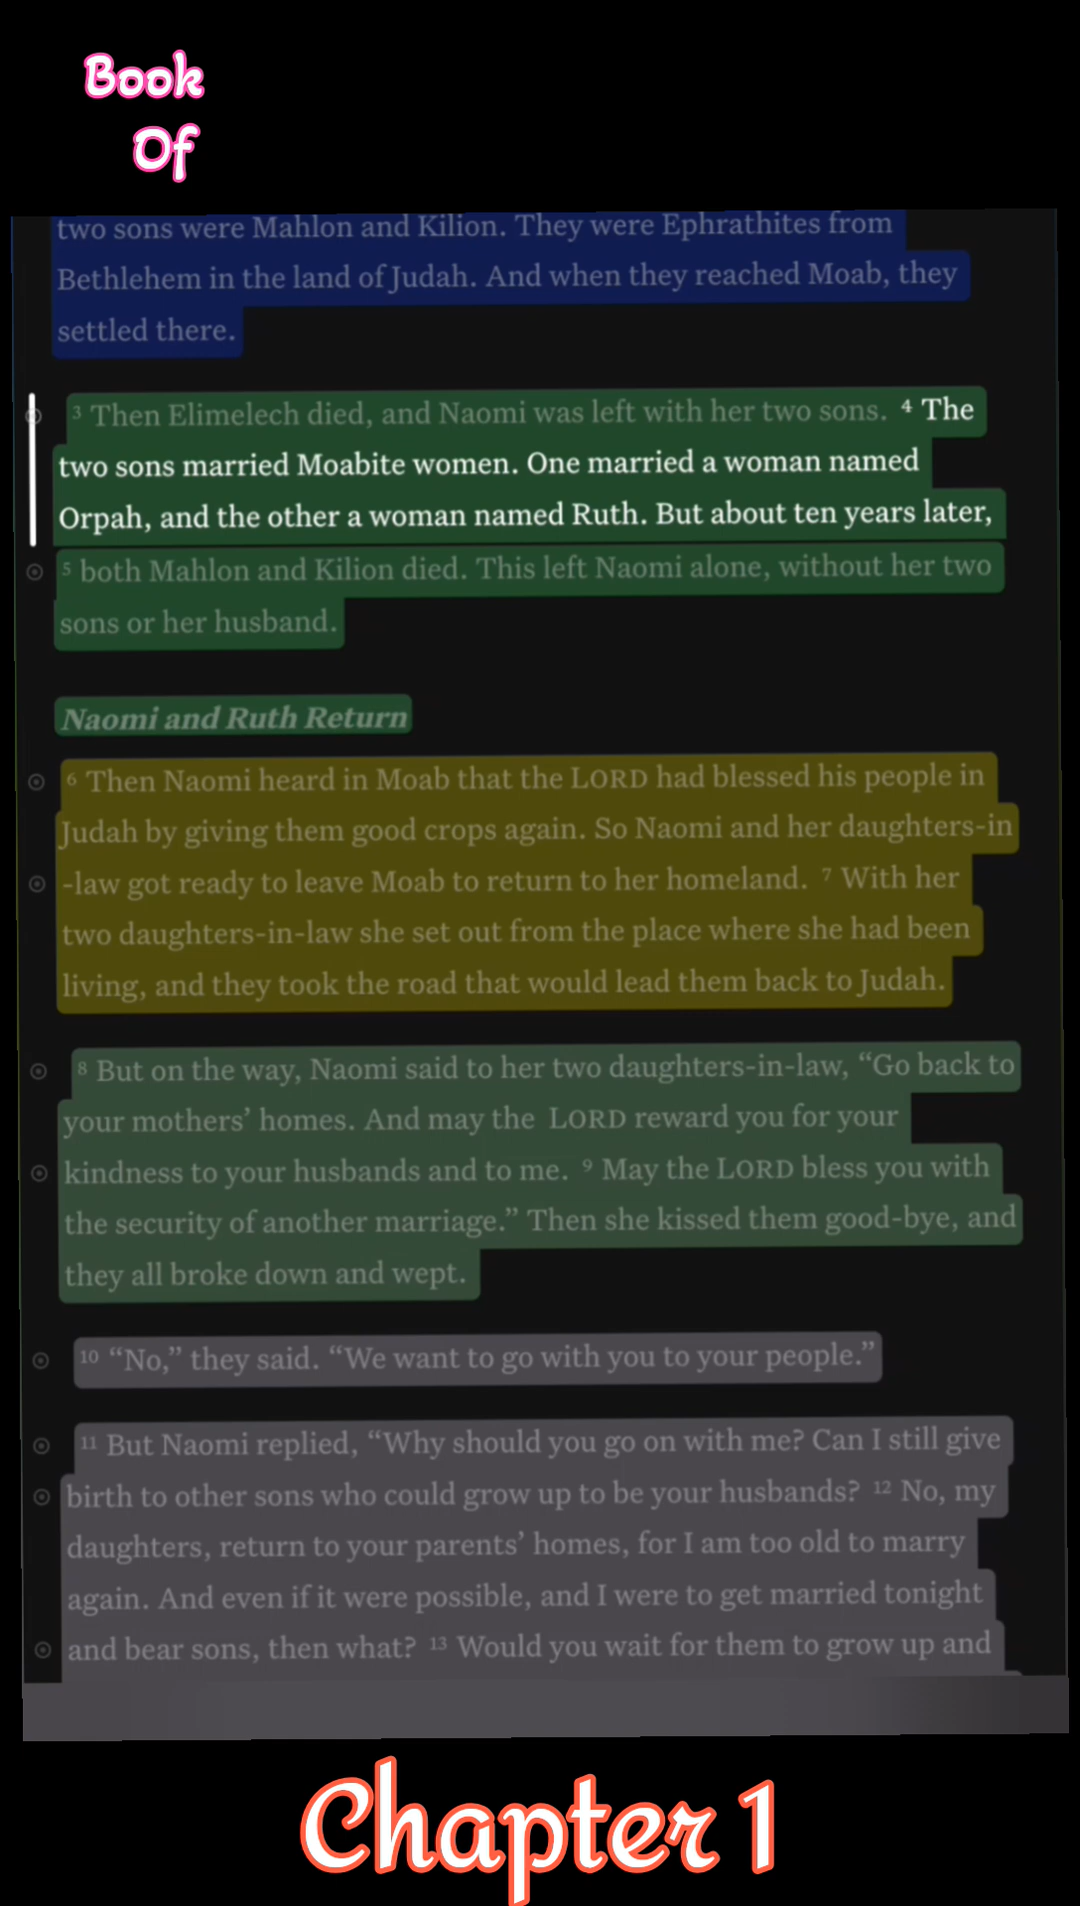 Book
Of
two sons were Mahlon and Kilion. They were Ephrathites from
Bethlehem in the land of Judah. And when they reached Moab, they
settled there.
3 Then Elimelech died, and Naomi was left with her two sons. 4 The
two sons married Moabite women. One married a woman named
Orpah, and the other a woman named Ruth. But about ten years later,
5 both Mahlon and Kilion died. This left Naomi alone, without her two
sons or her husband.
Naomi and Ruth Return
6 Then Naomi heard in Moab that the LORD had blessed his people in
Judah by giving them good crops again. So Naomi and her daughters-in
-law got ready to leave Moab to return to her homeland. 7 With her
two daughters-in-law she set out from the place where she had been
living, and they took the road that would lead them back to Judah.
8 But on the way, Naomi said to her two daughters-in-law, “Go back to
your mothers’ homes. And may the LORD reward you for your
kindness to your husbands and to me. 9 May the LORD bless you with
the security of another marriage.” Then she kissed them good-bye, and
they all broke down and wept.
10 “No,” they said. “We want to go with you to your people.”
11 But Naomi replied, “Why should you go on with me? Can I still give
birth to other sons who could grow up to be your husbands? 12 No, my
daughters, return to your parents’ homes, for I am too old to marry
again. And even if it were possible, and I were to get married tonight
and bear sons, then what? 13 Would you wait for them to grow up and
Chapter 1